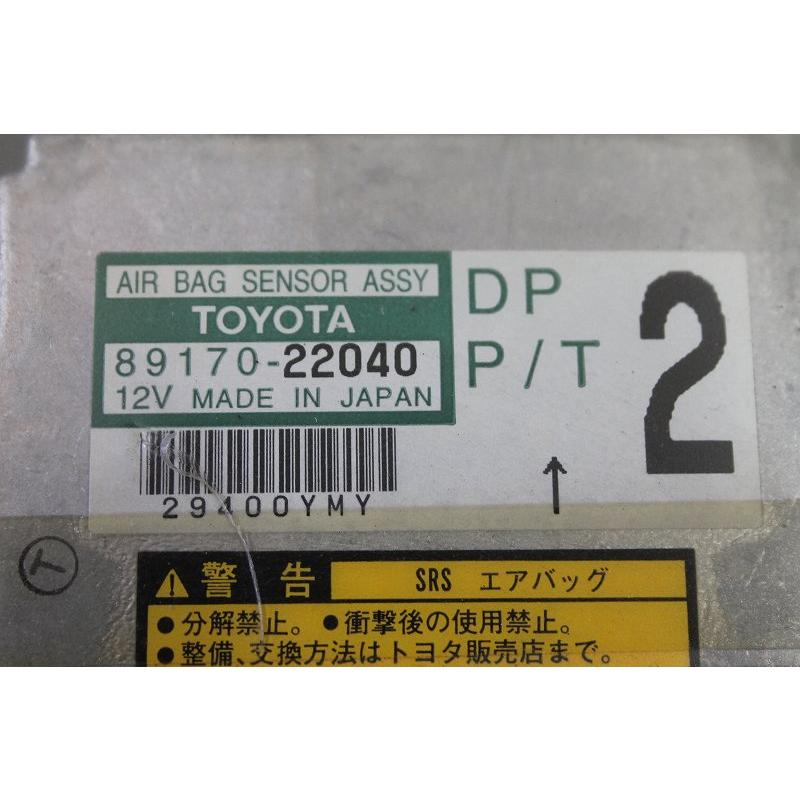 AIR BAG SENSOR ASSY
TOYOTA
89170-22040
12V MADE IN JAPAN
DP
P/T
2
29400YMY
警告 SRS エアバッグ
●分解禁止。 ●衝撃後の使用禁止。
●整備、交換方法はトヨタ販売店まで。